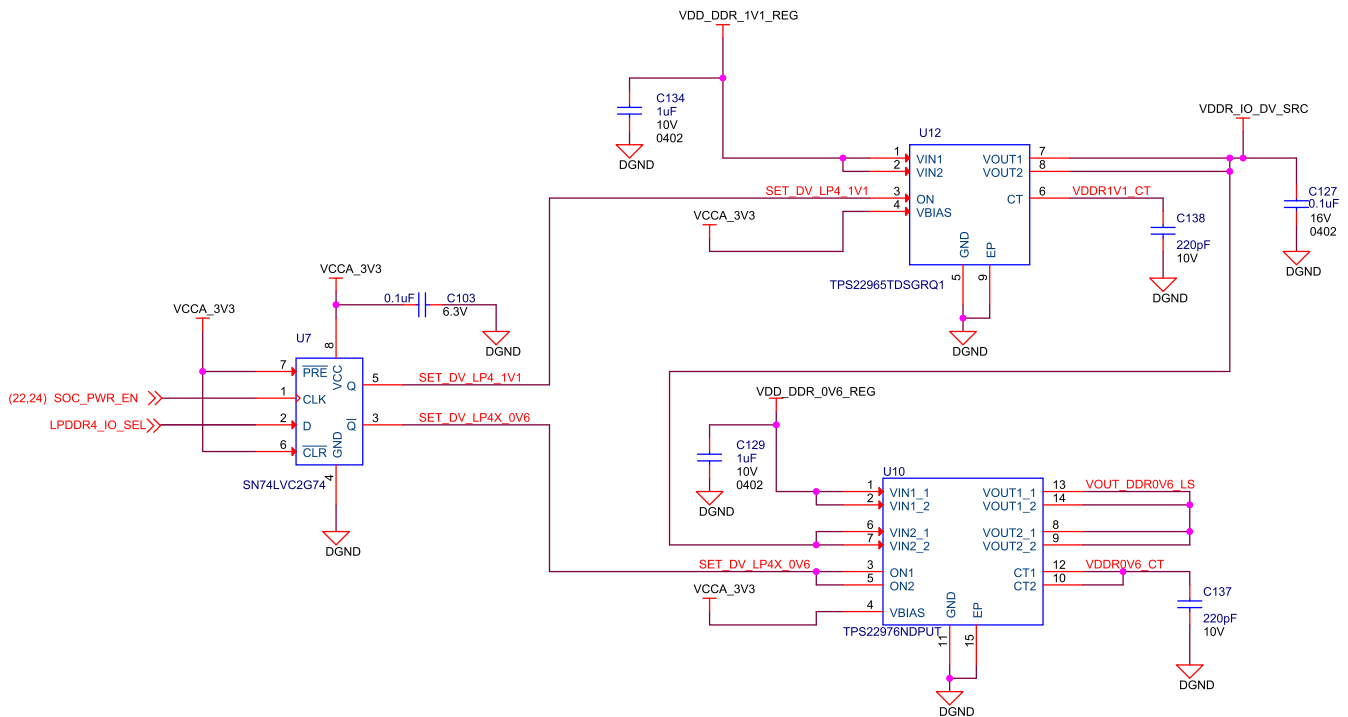 VDD_DDR_1V1_REG
C134
1uF
10V
0402
DGND
VDDR_IO_DV_SRC
U12
1 VIN1 VOUT1 7
2 VIN2 VOUT2 8
SET_DV_LP4_1V1 3 ON CT 6 VDDR1V1_CT
4 VBIAS
VCCA_3V3
GND EP
5 9
TPS22965TDSGRQ1
DGND
C138
220pF
10V
DGND
C127
0.1uF
16V
0402
DGND
VCCA_3V3
0.1uF C103
6.3V
DGND
VCCA_3V3
U7
8
7 PRE VCC Q 5 SET_DV_LP4_1V1
(22,24) SOC_PWR_EN 1 CLK
LPDDR4_IO_SEL 2 D Q 3 SET_DV_LP4X_0V6
6 CLR GND
SN74LVC2G74 4
DGND
VDD_DDR_0V6_REG
C129
1uF
10V
0402
DGND
U10
1 VIN1_1 VOUT1_1 13 VOUT_DDR0V6_LS
2 VIN1_2 VOUT1_2 14
6 VIN2_1 VOUT2_1 8
7 VIN2_2 VOUT2_2 9
SET_DV_LP4X_0V6 3 ON1 CT1 12 VDDR0V6_CT
5 ON2 CT2 10
VCCA_3V3
4 VBIAS GND EP
TPS22976NDPUT 11 15
DGND
C137
220pF
10V
DGND